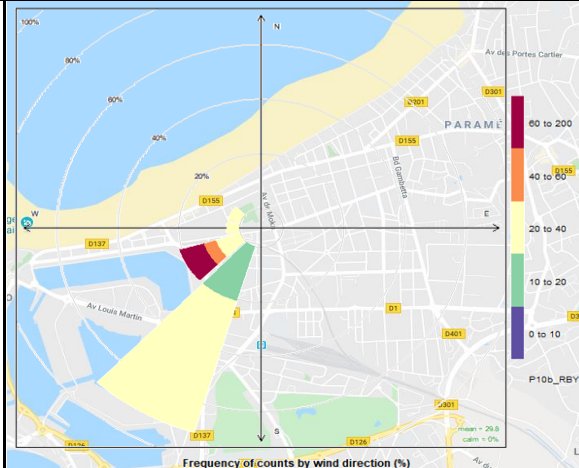 100%
N
80%
Av des Portes Cartier
60%
D301
D201
60 to 200
40%
PARAMÉ
D155
D155
40 to 60
20%
Bd Gambetta
W
D155
Av de Moka
E
20 to 40
D137
10 to 20
Av Louis Martin
D1
D401
0 to 10
P10b_RBY
D301
mean = 29.8
calm = 0%
S
D137
D126
D126
Frequency of counts by wind direction (%)